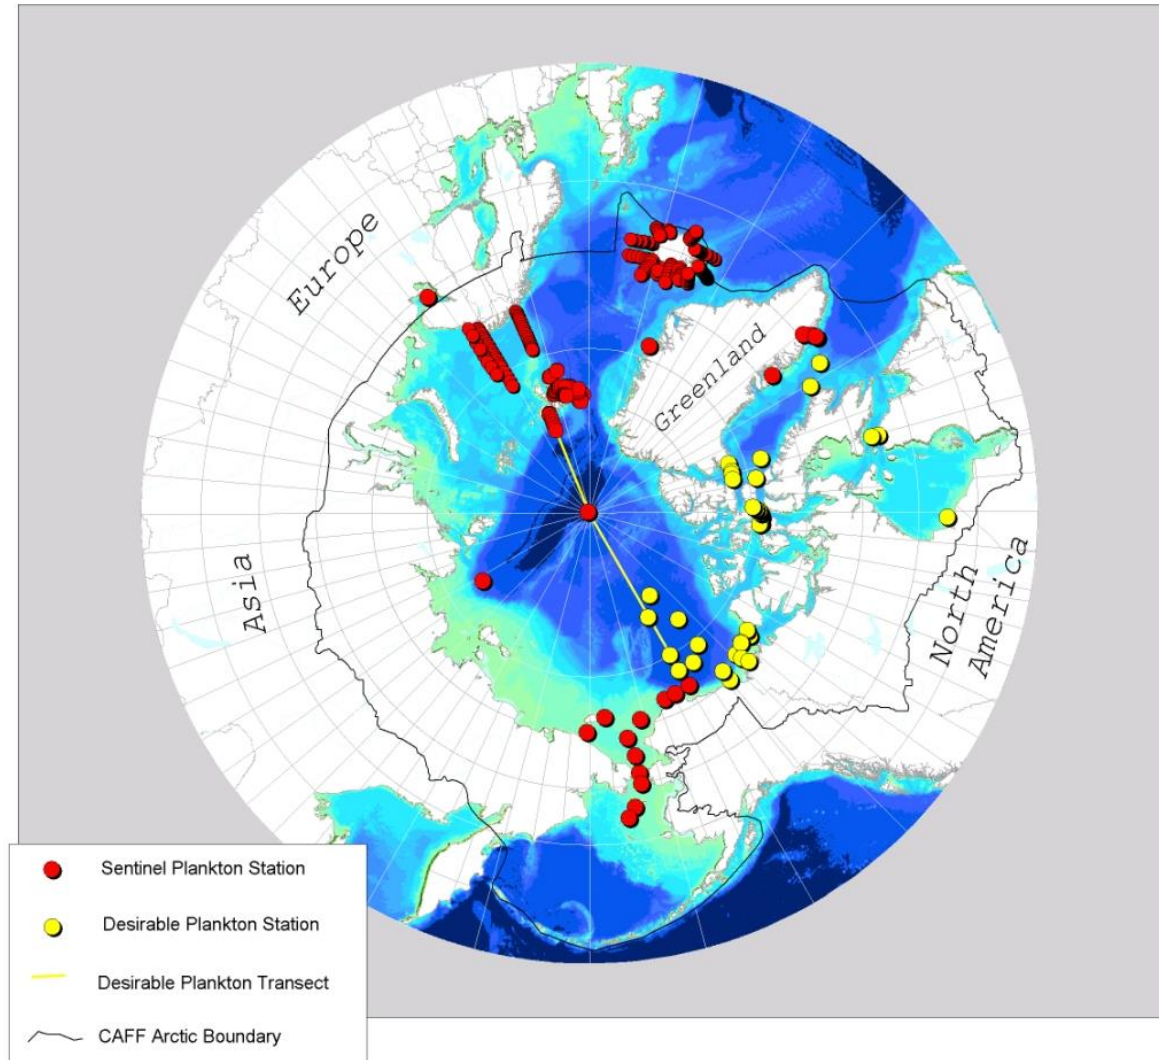 Europe
Greenland
Asia
North
America
Sentinel Plankton Station
Desirable Plankton Station
Desirable Plankton Transect
CAFF Arctic Boundary